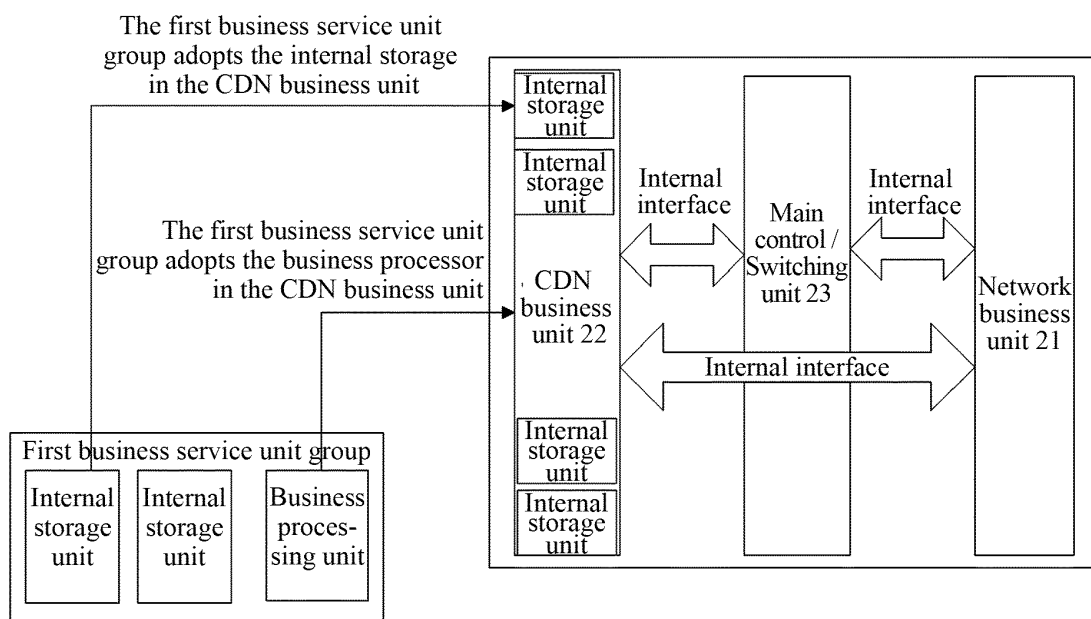 The first business service unit
group adopts the internal storage
in the CDN business unit
The first business service unit
group adopts the business processor
in the CDN business unit
First business service unit group
Internal
storage
unit
Internal
storage
unit
Business
proces-
sing unit
Internal
storage
unit
Internal
storage
unit
CDN
business
unit 22
Internal
storage
unit
Internal
storage
unit
Internal
interface
Main
control /
Switching
unit 23
Internal
interface
Internal interface
Network
business
unit 21